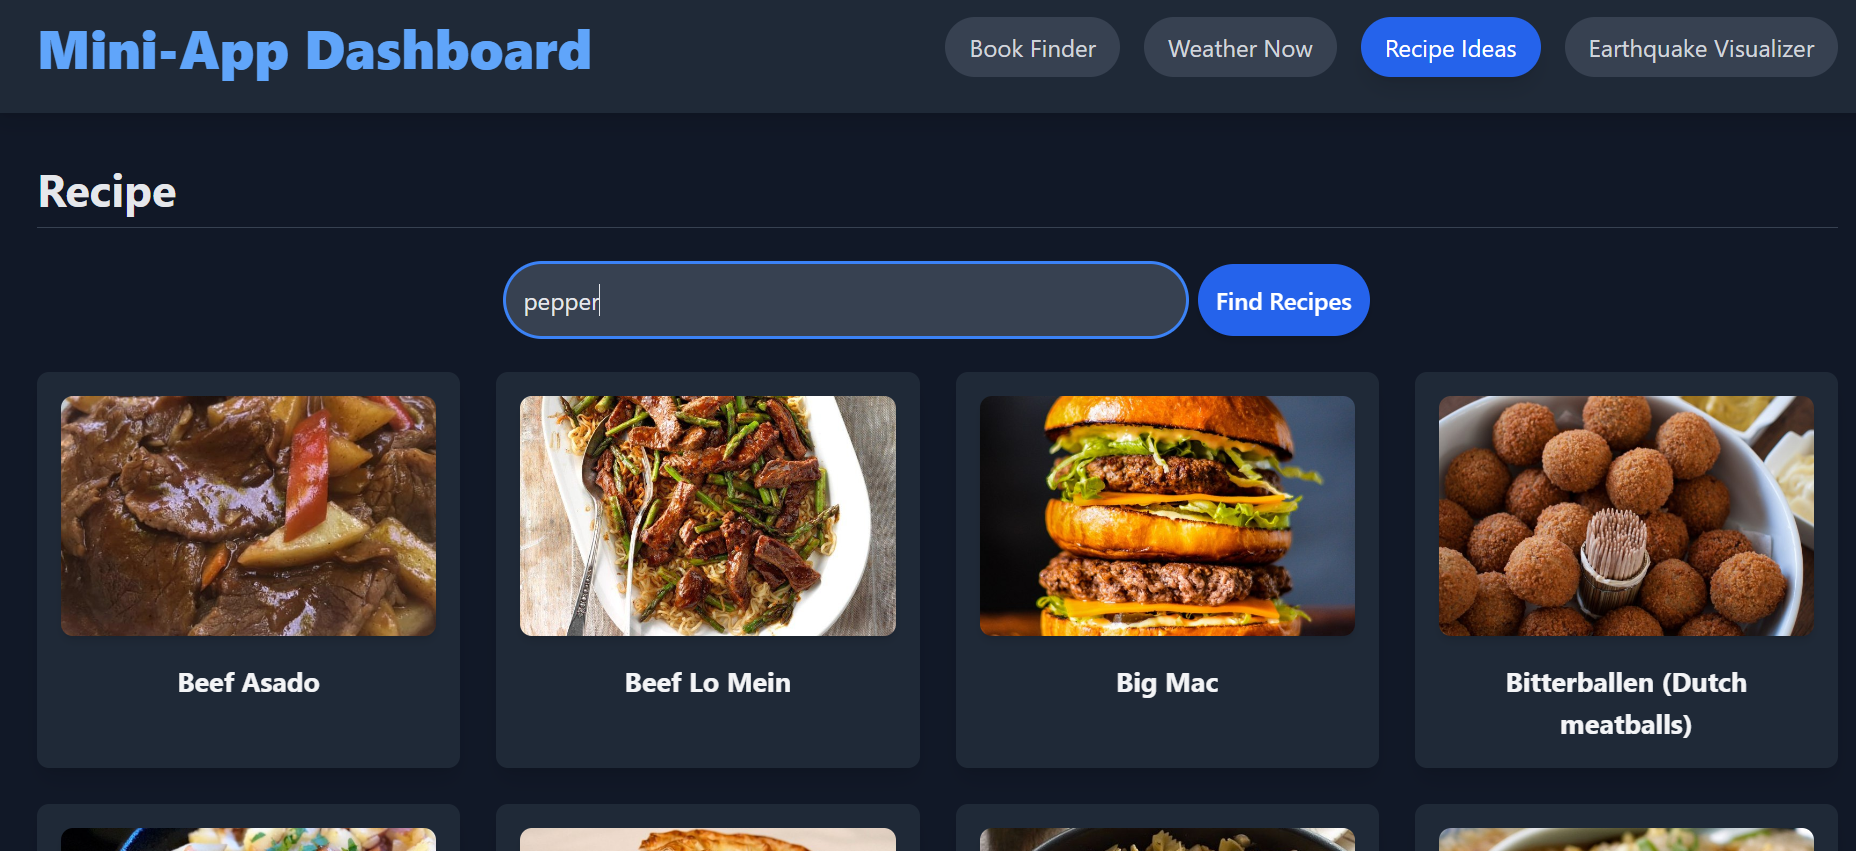 Mini-App Dashboard
Book Finder
Weather Now
Recipe Ideas
Earthquake Visualizer
Recipe
pepper
Find Recipes
Beef Asado
Beef Lo Mein
Big Mac
Bitterballen (Dutch
meatballs)